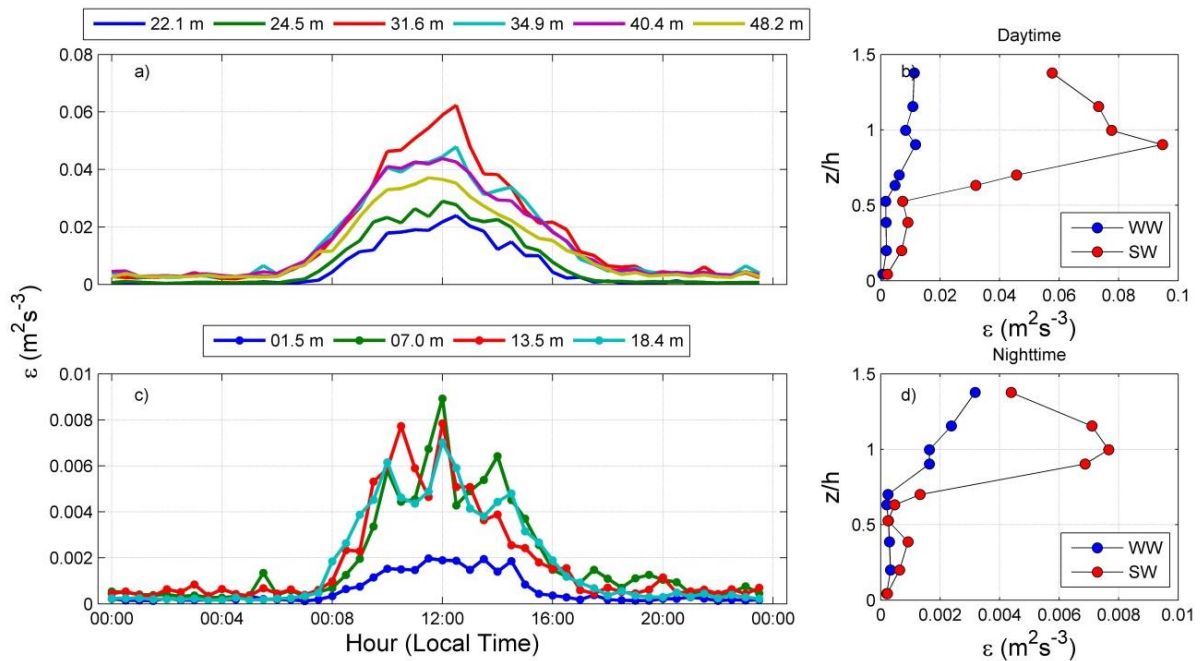 22.1 m 24.5 m 31.6 m 34.9 m 40.4 m 48.2 m
a)
0.08
0.06
0.04
0.02
0
ε (m²s⁻³)
Daytime
b)
z/h
1.5
1
0.5
0
WW
SW
0 0.02 0.04 0.06 0.08 0.1
ε (m²s⁻³)
01.5 m 07.0 m 13.5 m 18.4 m
c)
0.01
0.008
0.006
0.004
0.002
0
00:00 04:00 08:00 12:00 16:00 20:00 00:00
Hour (Local Time)
Nighttime
d)
z/h
1.5
1
0.5
0
WW
SW
0 0.002 0.004 0.006 0.008 0.01
ε (m²s⁻³)